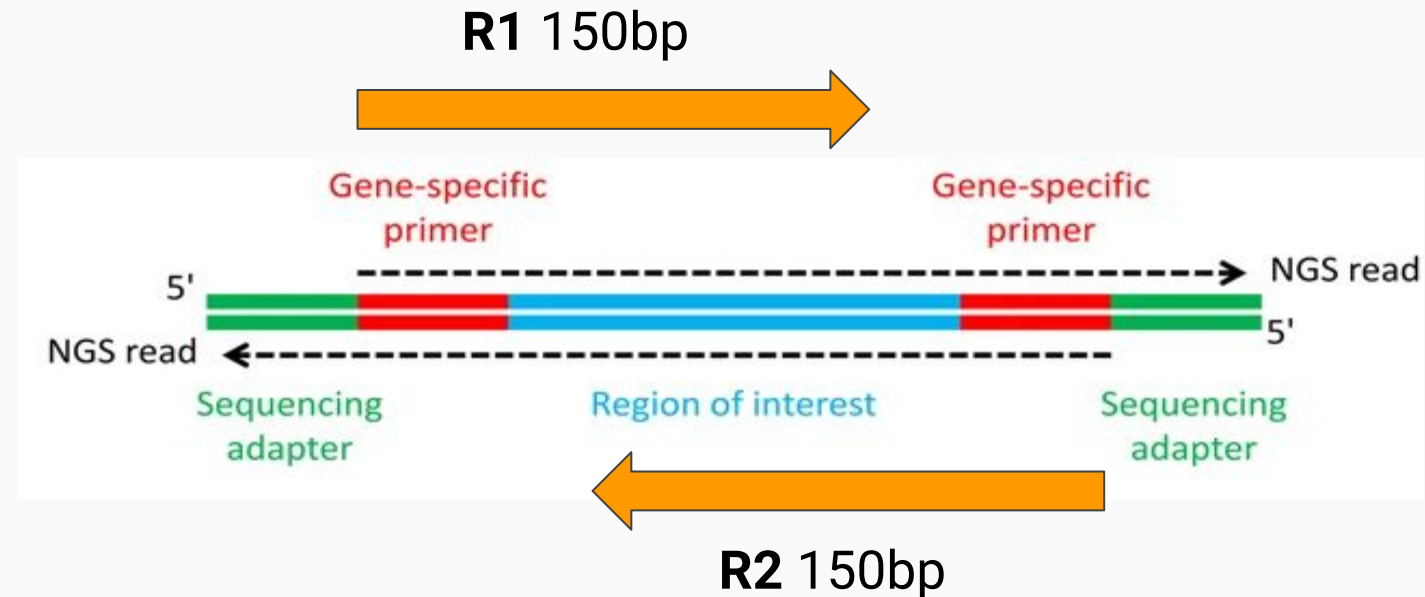 R1 150bp
Gene-specific
primer
Gene-specific
primer
5'
NGS read
NGS read
5'
Sequencing
adapter
Region of interest
Sequencing
adapter
R2 150bp